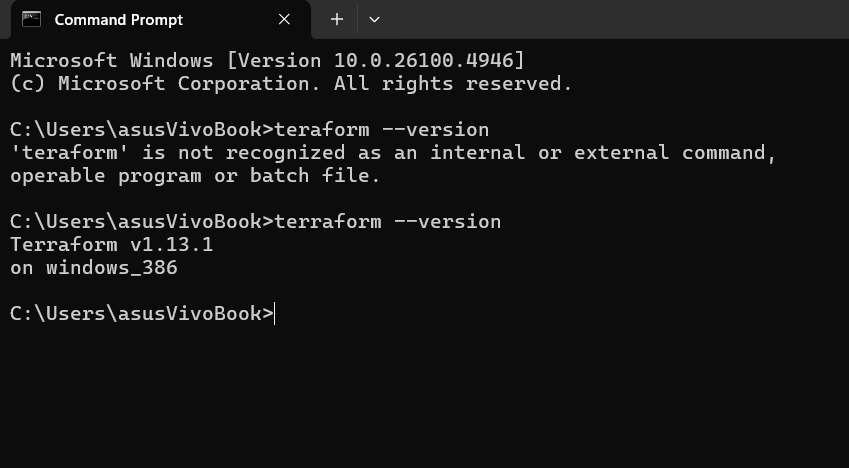 Command Prompt
Microsoft Windows [Version 10.0.26100.4946]
(c) Microsoft Corporation. All rights reserved.
C:\Users\asusVivoBook>teraform --version
'teraform' is not recognized as an internal or external command,
operable program or batch file.
C:\Users\asusVivoBook>terraform --version
Terraform v1.13.1
on windows_386
C:\Users\asusVivoBook>